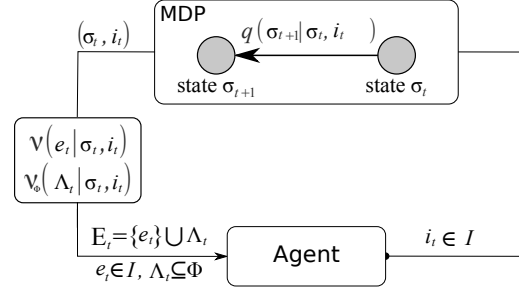 MDP
(σₜ, iₜ)
q(σₜ₊₁|σₜ, iₜ )
state σₜ₊₁ state σₜ
ν(eₜ|σₜ, iₜ)
ν_Φ(Λₜ|σₜ, iₜ)
Eₜ={eₜ}∪Λₜ
eₜ∈I, Λₜ⊆Φ
Agent
iₜ ∈ I